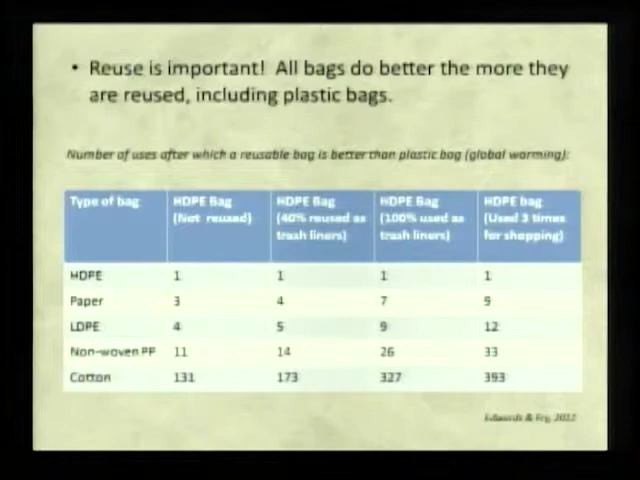 • Reuse is important! All bags do better the more they
are reused, including plastic bags.
Number of uses after which a reusable bag is better than plastic bag (global warming):
Type of bag HDPE Bag (Not reused) HDPE Bag (40% reused as trash liners) HDPE Bag (100% used as trash liners) HDPE bag (Used 3 times for shopping)
HDPE 1 1 1 1
Paper 3 4 7 9
LDPE 4 5 9 12
Non-woven PP 11 14 26 33
Cotton 131 173 327 393
Edwards & Fry,